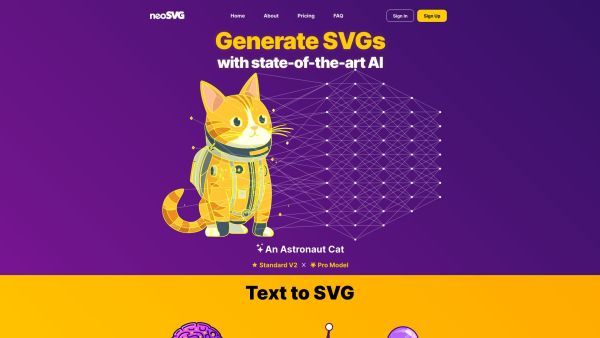 neoSVG
Home
About
Pricing
FAQ
Sign In
Sign Up
Generate SVGs
with state-of-the-art AI
An Astronaut Cat
Standard V2 X Pro Model
Text to SVG